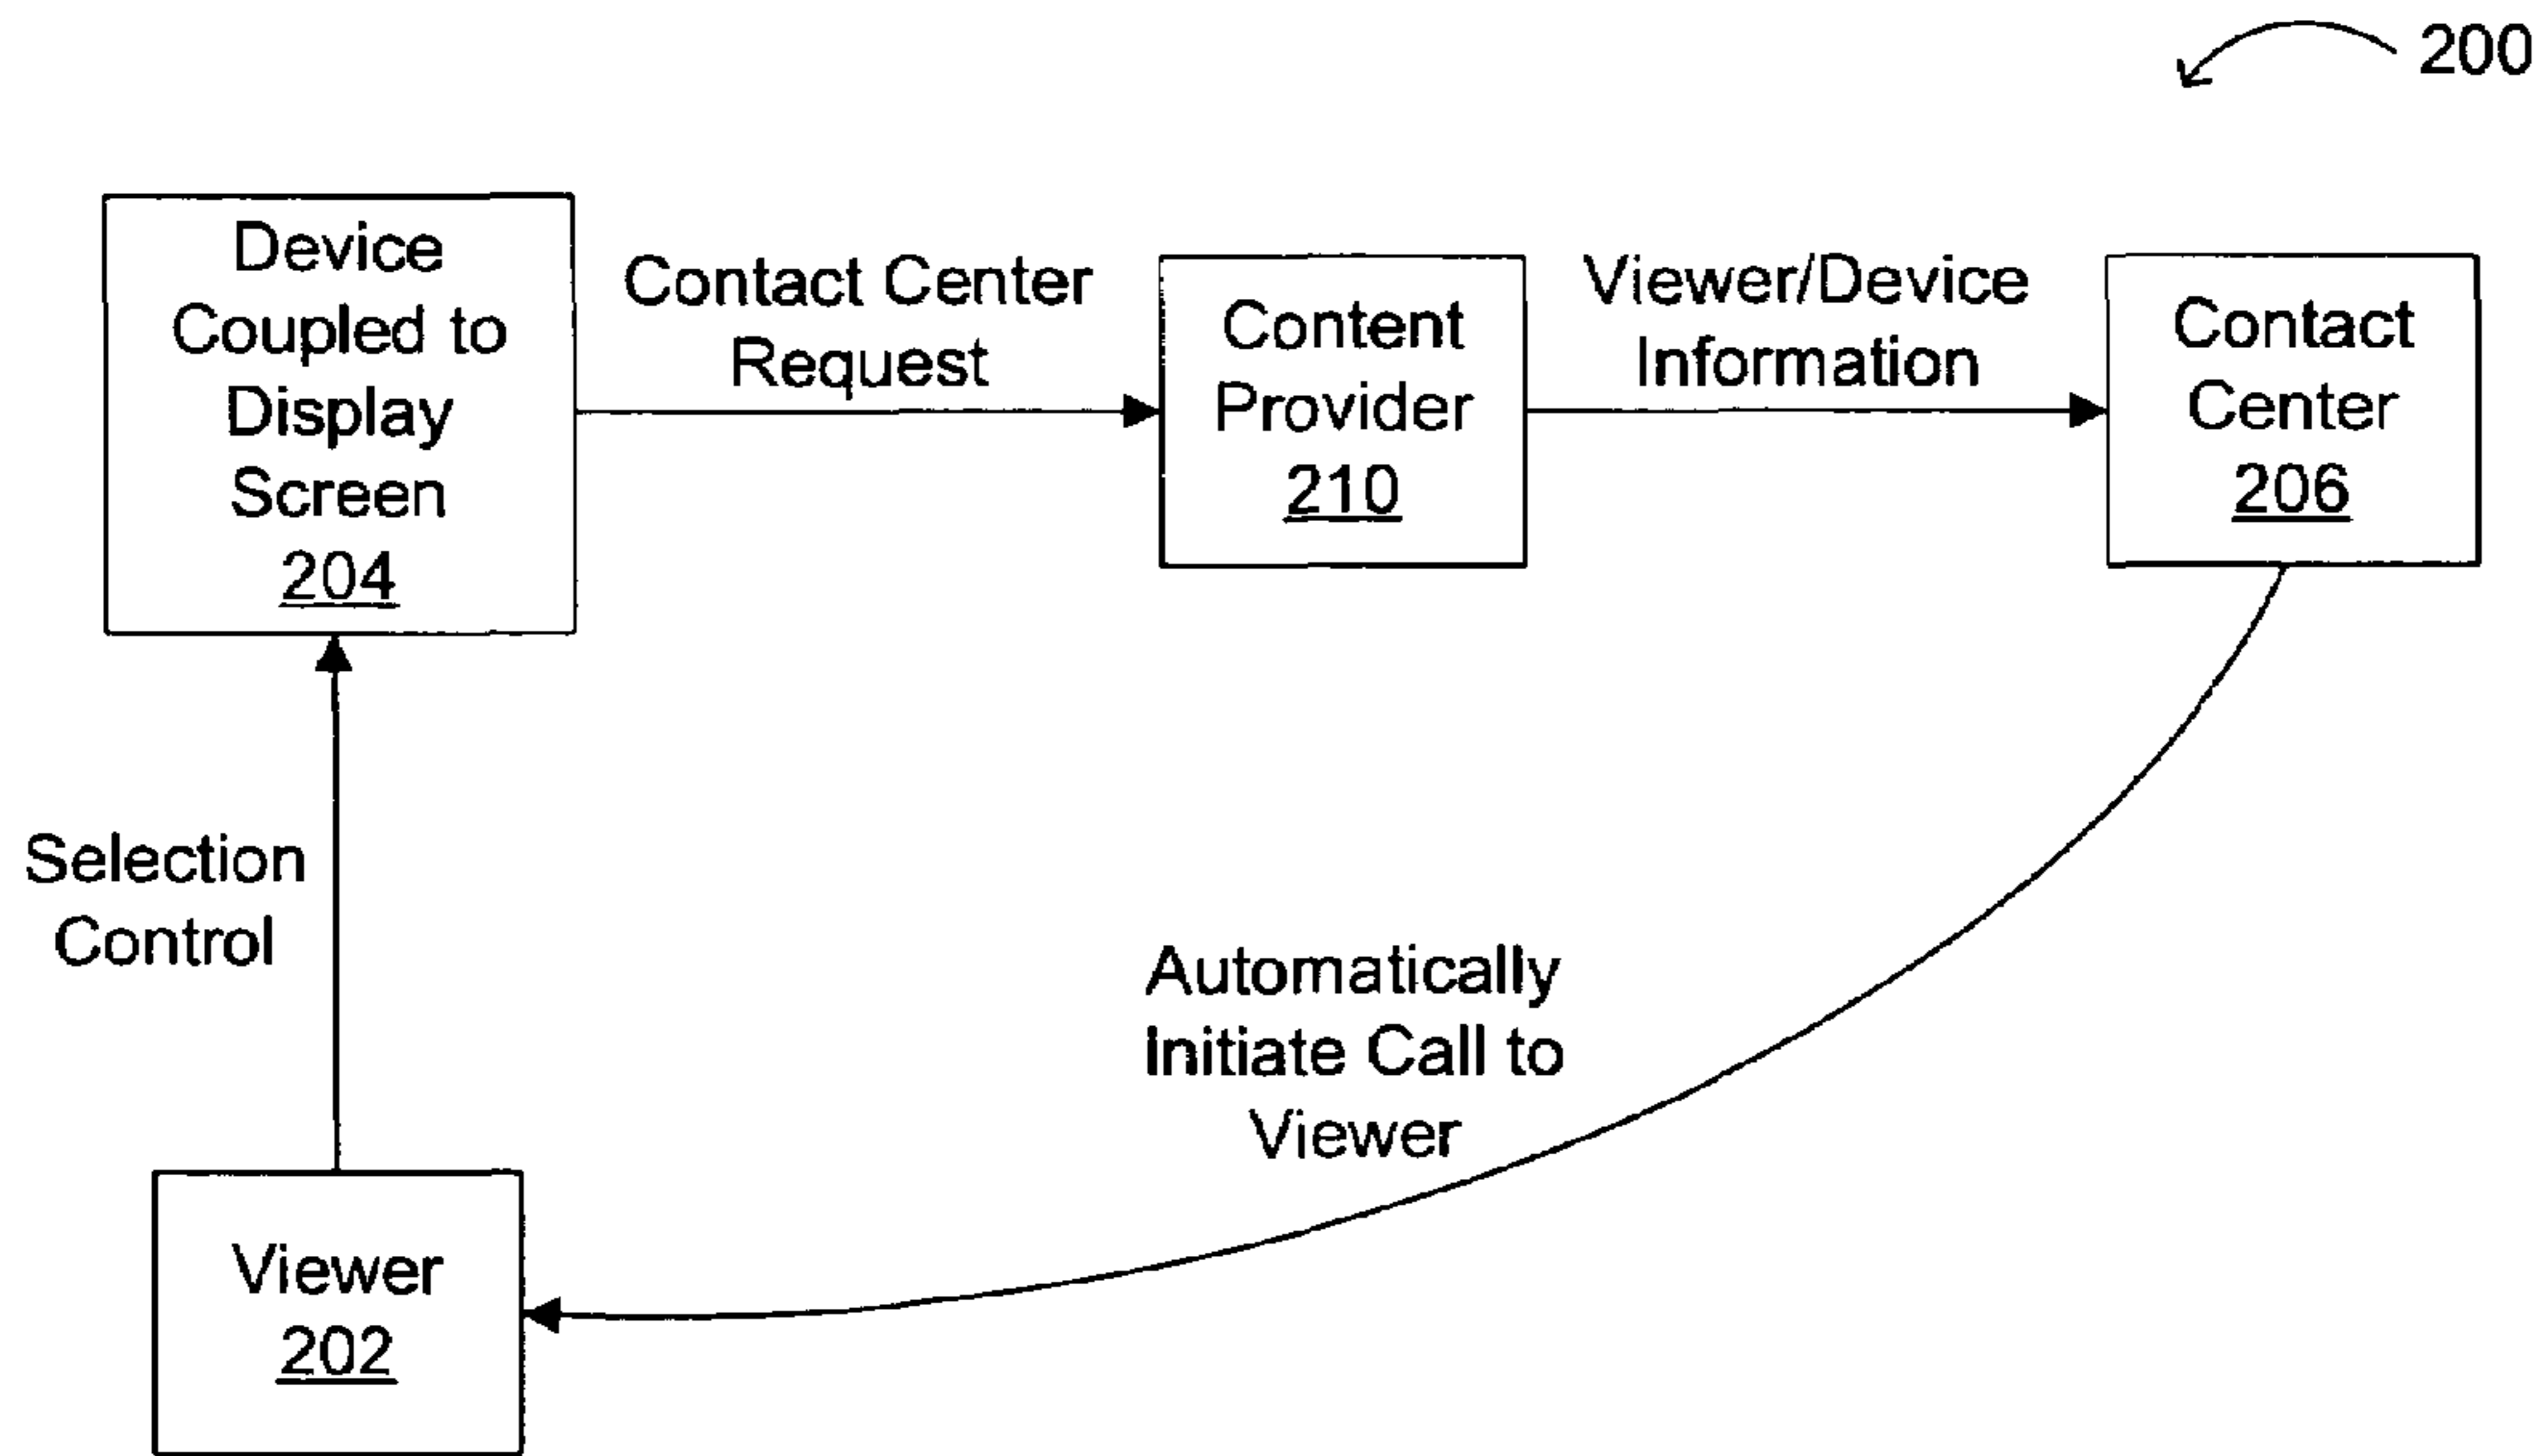 200
Device
Coupled to
Display
Screen
204
Contact Center
Request
Content
Provider
210
Viewer/Device
Information
Contact
Center
206
Selection
Control
Automatically
Initiate Call to
Viewer
Viewer
202